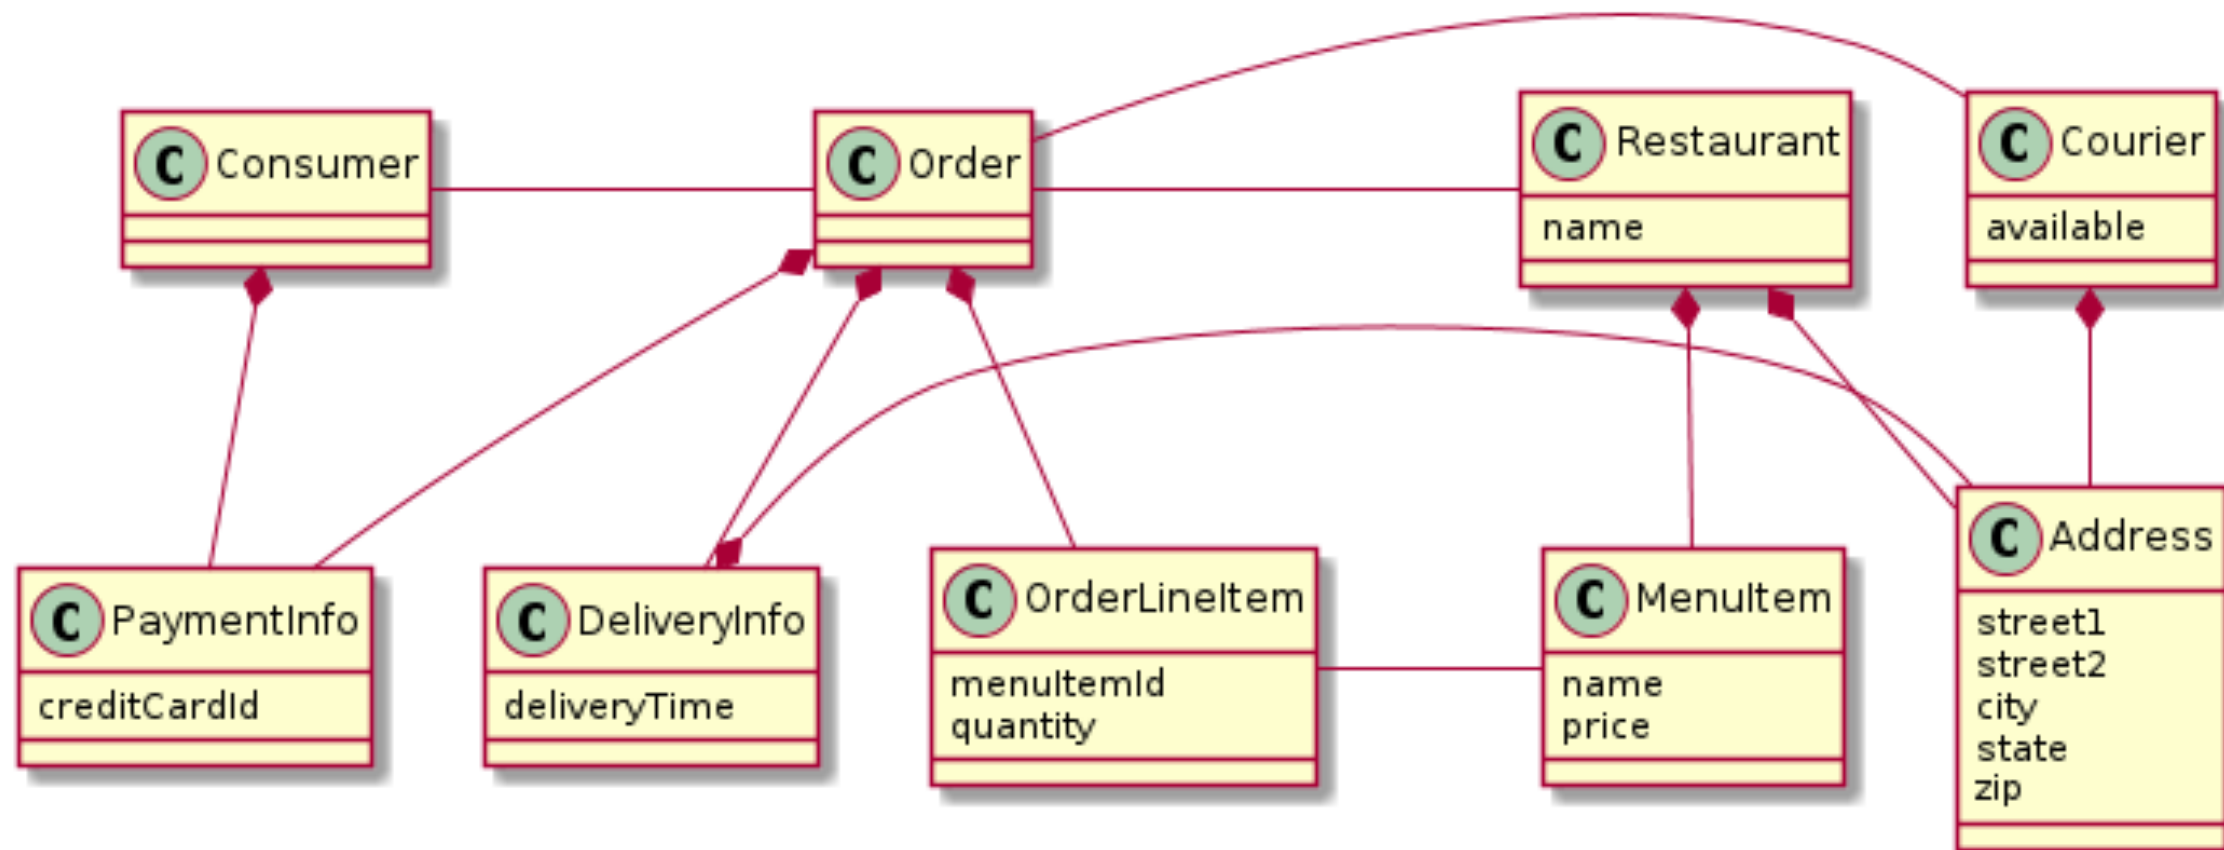 C Consumer
C Order
C Restaurant
name
C Courier
available
C PaymentInfo
creditCardId
C DeliveryInfo
deliveryTime
C OrderLineItem
menuItemId
quantity
C MenuItem
name
price
C Address
street1
street2
city
state
zip